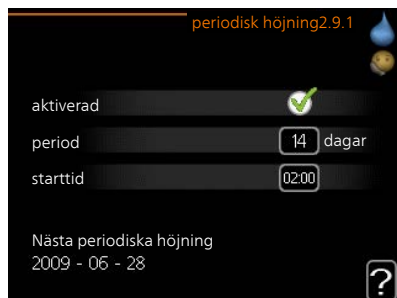 periodisk höjning2.9.1
aktiverad
period 14 dagar
starttid 02:00
Nästa periodiska höjning
2009 - 06 - 28
?